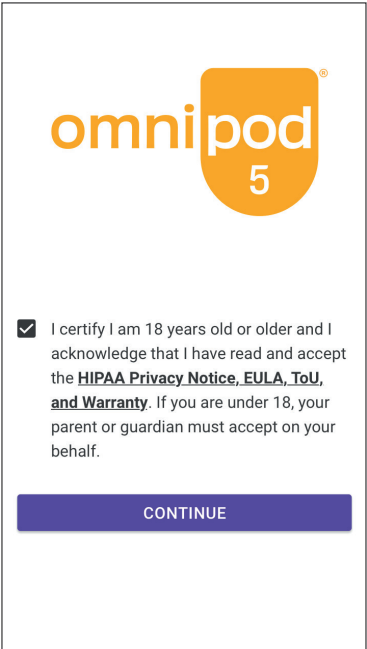 omnipod®
5
I certify I am 18 years old or older and I
acknowledge that I have read and accept
the HIPAA Privacy Notice, EULA, ToU,
and Warranty. If you are under 18, your
parent or guardian must accept on your
behalf.
CONTINUE